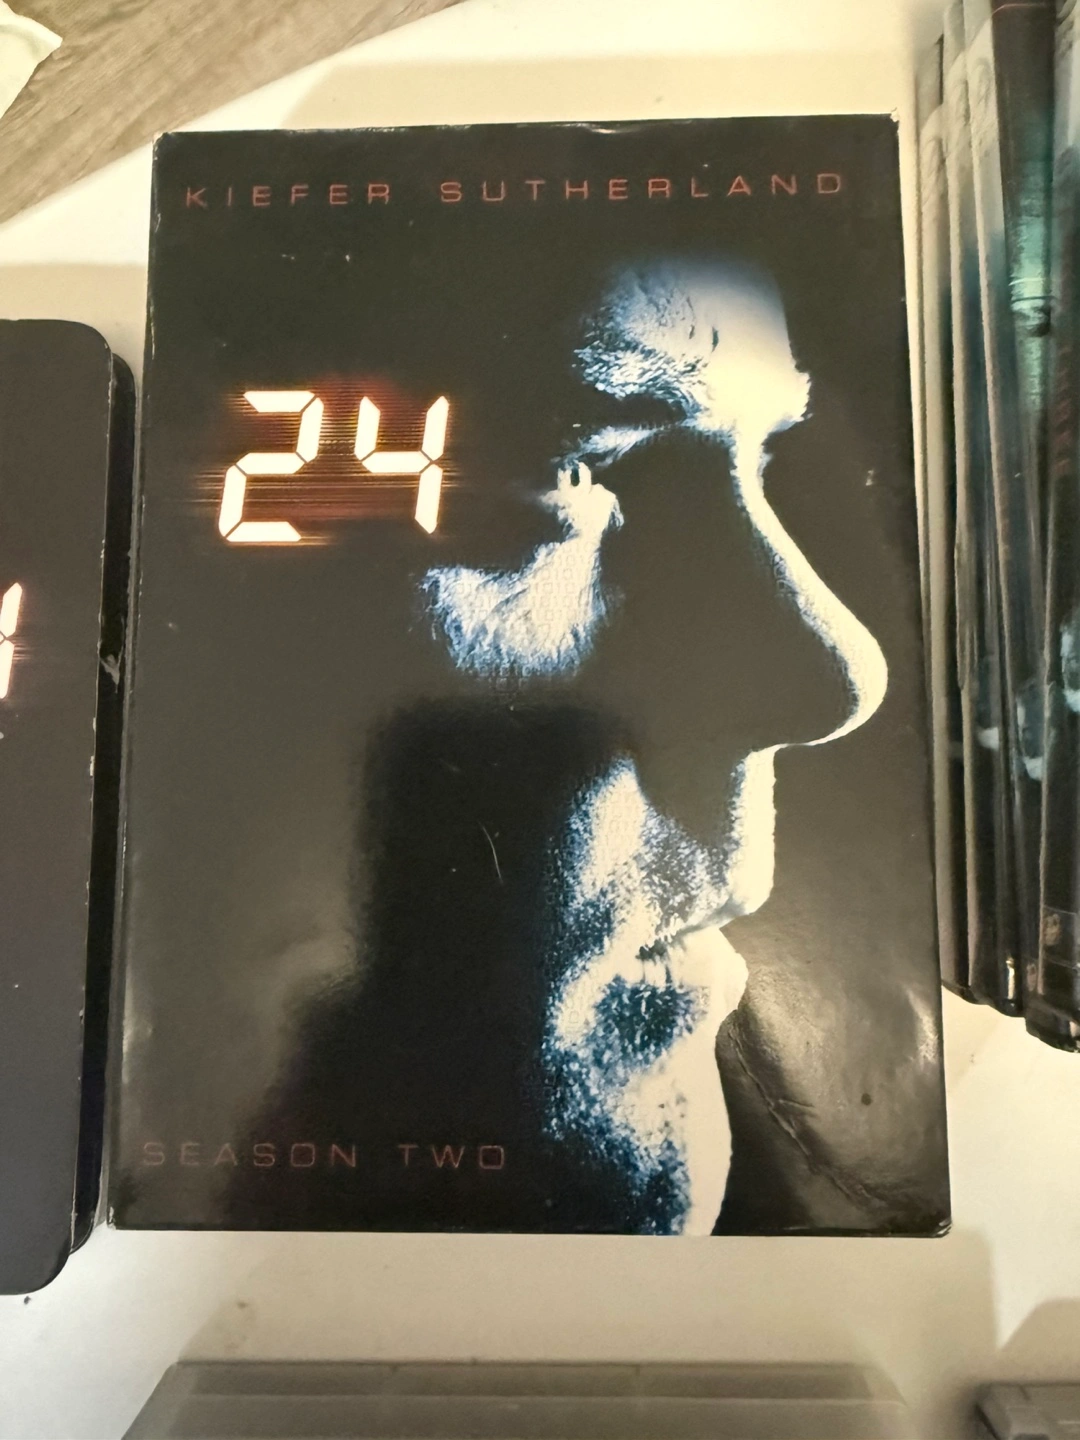 KIEFER SUTHERLAND
24
SEASON TWO